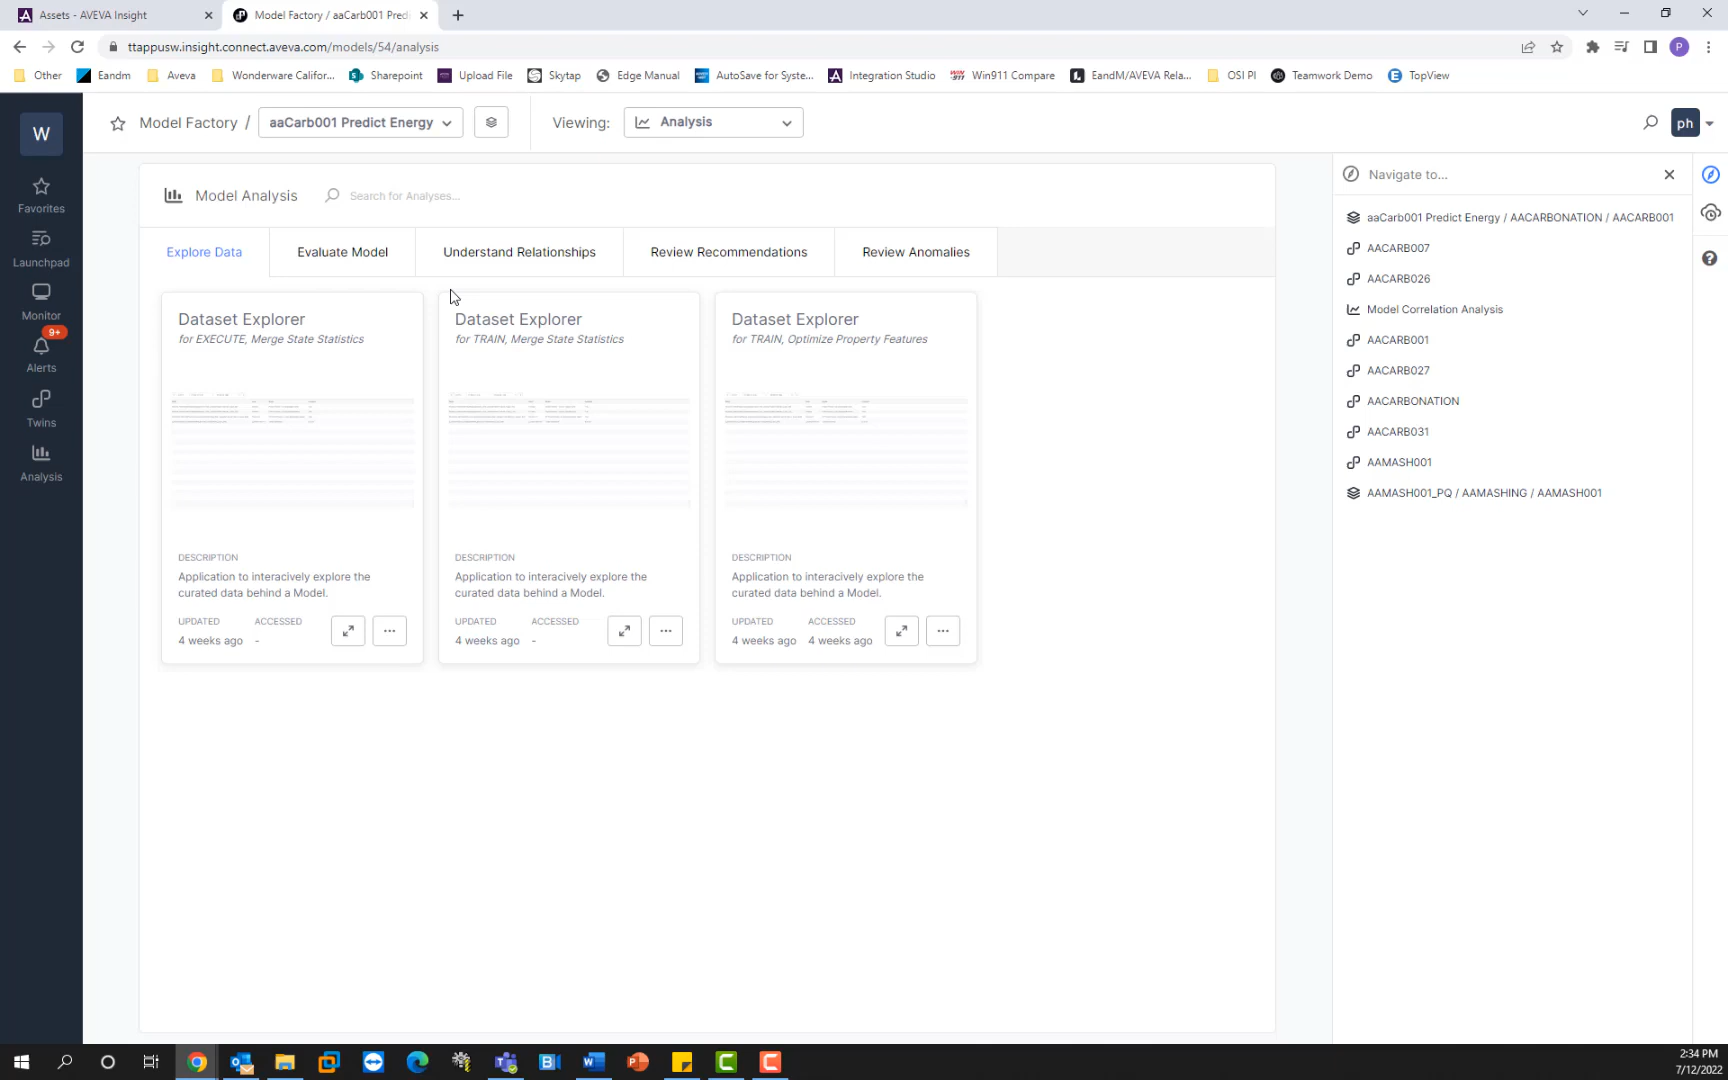 Assets - AVEVA Insight
Model Factory / aaCarb001 Predi
ttappusw.insight.connect.aveva.com/models/54/analysis
P
Other
Eandm
Aveva
Wonderware Califor...
Sharepoint
Upload File
Skytap
Edge Manual
AutoSave for Syste...
Integration Studio
Win911 Compare
EandM/AVEVA Rela...
OSI PI
Teamwork Demo
TopView
W
Model Factory /
aaCarb001 Predict Energy
Viewing:
Analysis
ph
Favorites
Launchpad
Monitor
9+
Alerts
Twins
Analysis
Model Analysis
Search for Analyses...
Explore Data
Evaluate Model
Understand Relationships
Review Recommendations
Review Anomalies
Dataset Explorer
for EXECUTE, Merge State Statistics
DESCRIPTION
Application to interacively explore the
curated data behind a Model.
UPDATED ACCESSED
4 weeks ago -
Dataset Explorer
for TRAIN, Merge State Statistics
DESCRIPTION
Application to interacively explore the
curated data behind a Model.
UPDATED ACCESSED
4 weeks ago -
Dataset Explorer
for TRAIN, Optimize Property Features
DESCRIPTION
Application to interacively explore the
curated data behind a Model.
UPDATED ACCESSED
4 weeks ago 4 weeks ago
Navigate to...
aaCarb001 Predict Energy / AACARBONATION / AACARB001
AACARB007
AACARB026
Model Correlation Analysis
AACARB001
AACARB027
AACARBONATION
AACARB031
AAMASH001
AAMASH001_PQ / AAMASHING / AAMASH001
2:34 PM
7/12/2022